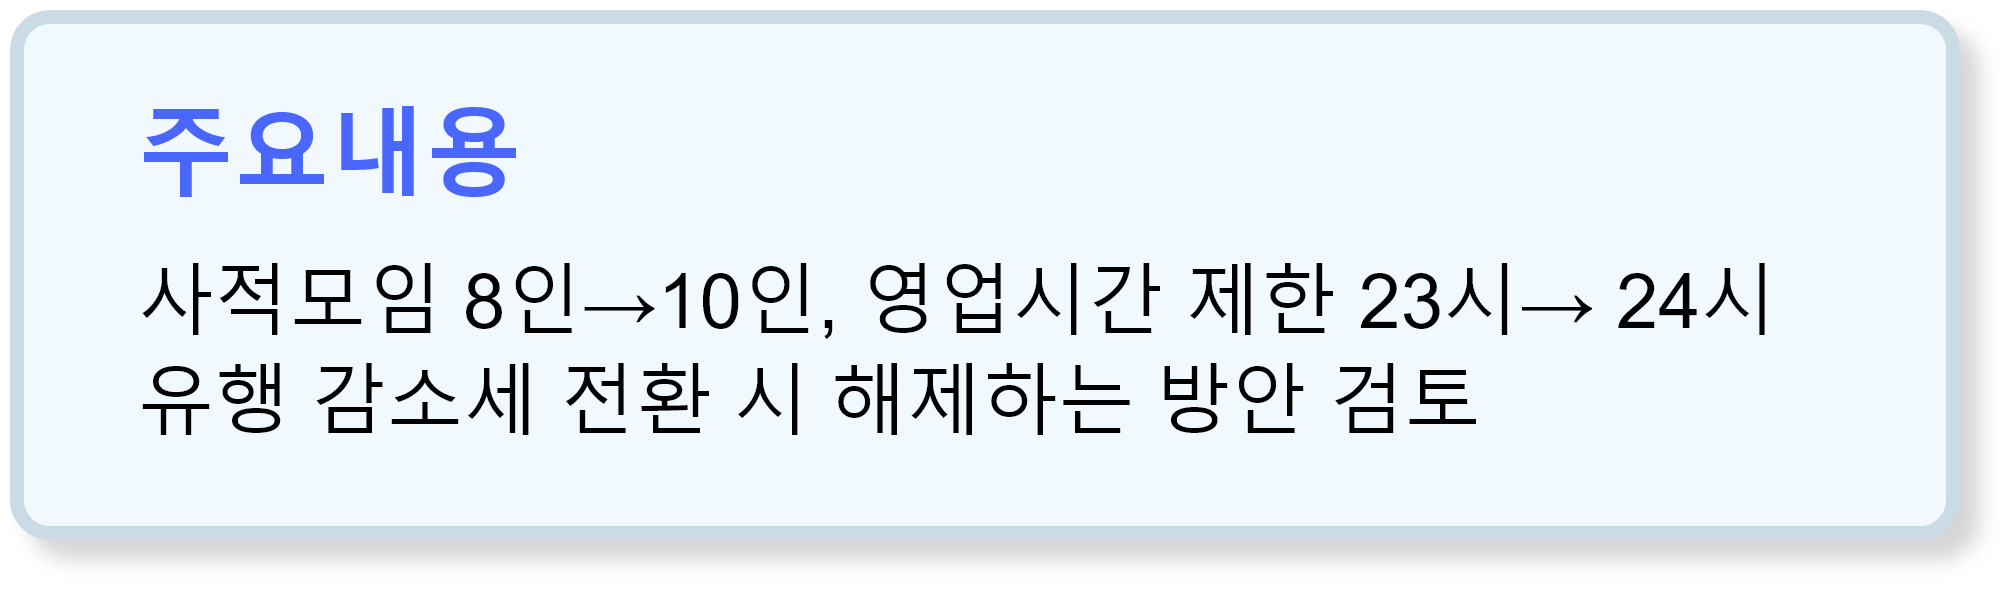 주요내용
사적모임 8인→10인, 영업시간 제한 23시→ 24시
유행 감소세 전환 시 해제하는 방안 검토